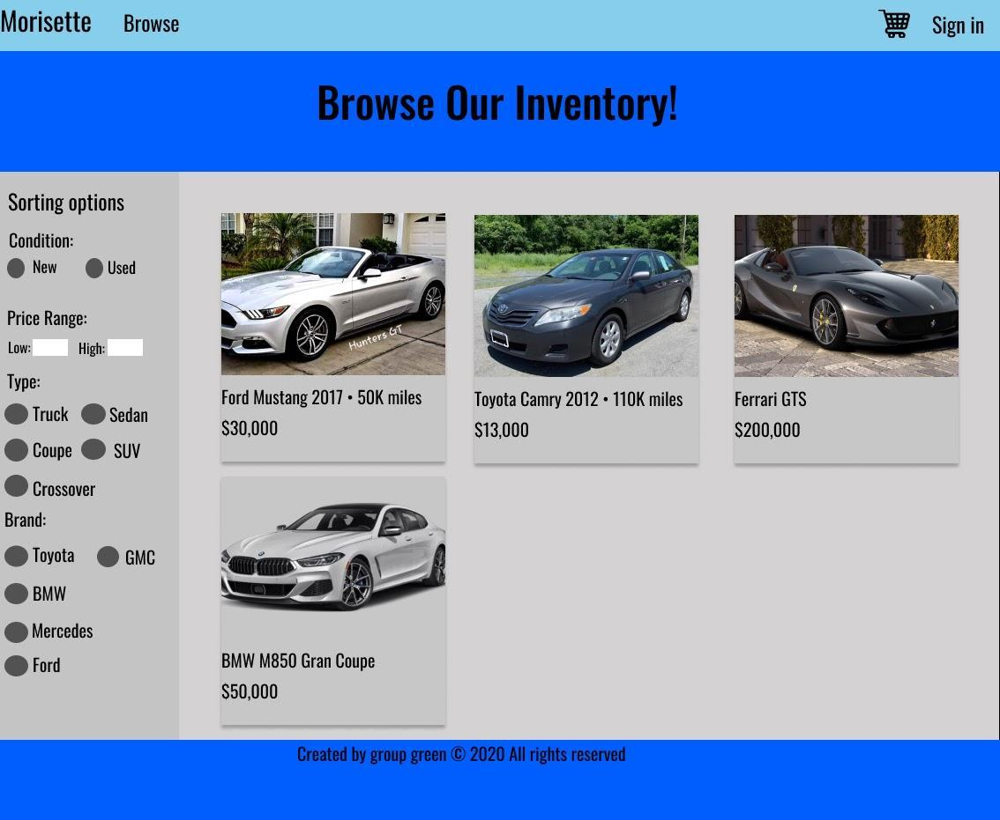 Morisette Browse Sign in
Browse Our Inventory!
Sorting options
Condition:
New Used
Price Range:
Low: High:
Type:
Truck Sedan
Coupe SUV
Crossover
Brand:
Toyota GMC
BMW
Mercedes
Ford
Hunters GT
Ford Mustang 2017 • 50K miles
$30,000
Toyota Camry 2012 • 110K miles
$13,000
Ferrari GTS
$200,000
BMW M850 Gran Coupe
$50,000
Created by group green © 2020 All rights reserved